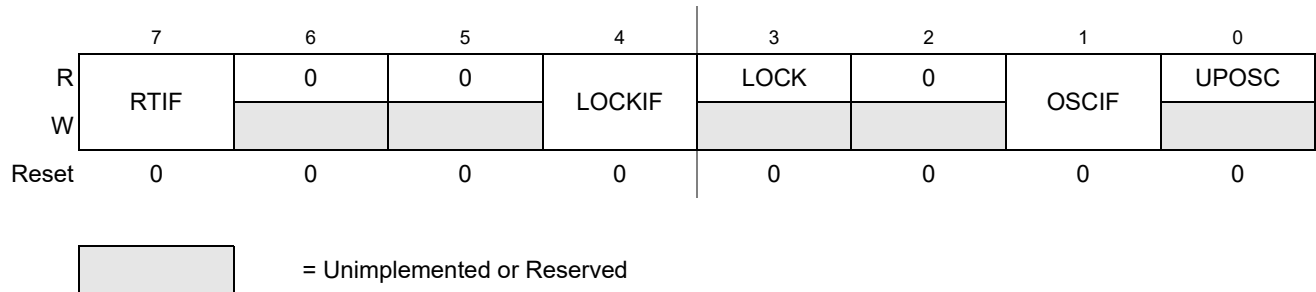 7 6 5 4 3 2 1 0
R RTIF 0 0 LOCKIF LOCK 0 OSCIF UPOSC
W
Reset 0 0 0 0 0 0 0 0
= Unimplemented or Reserved